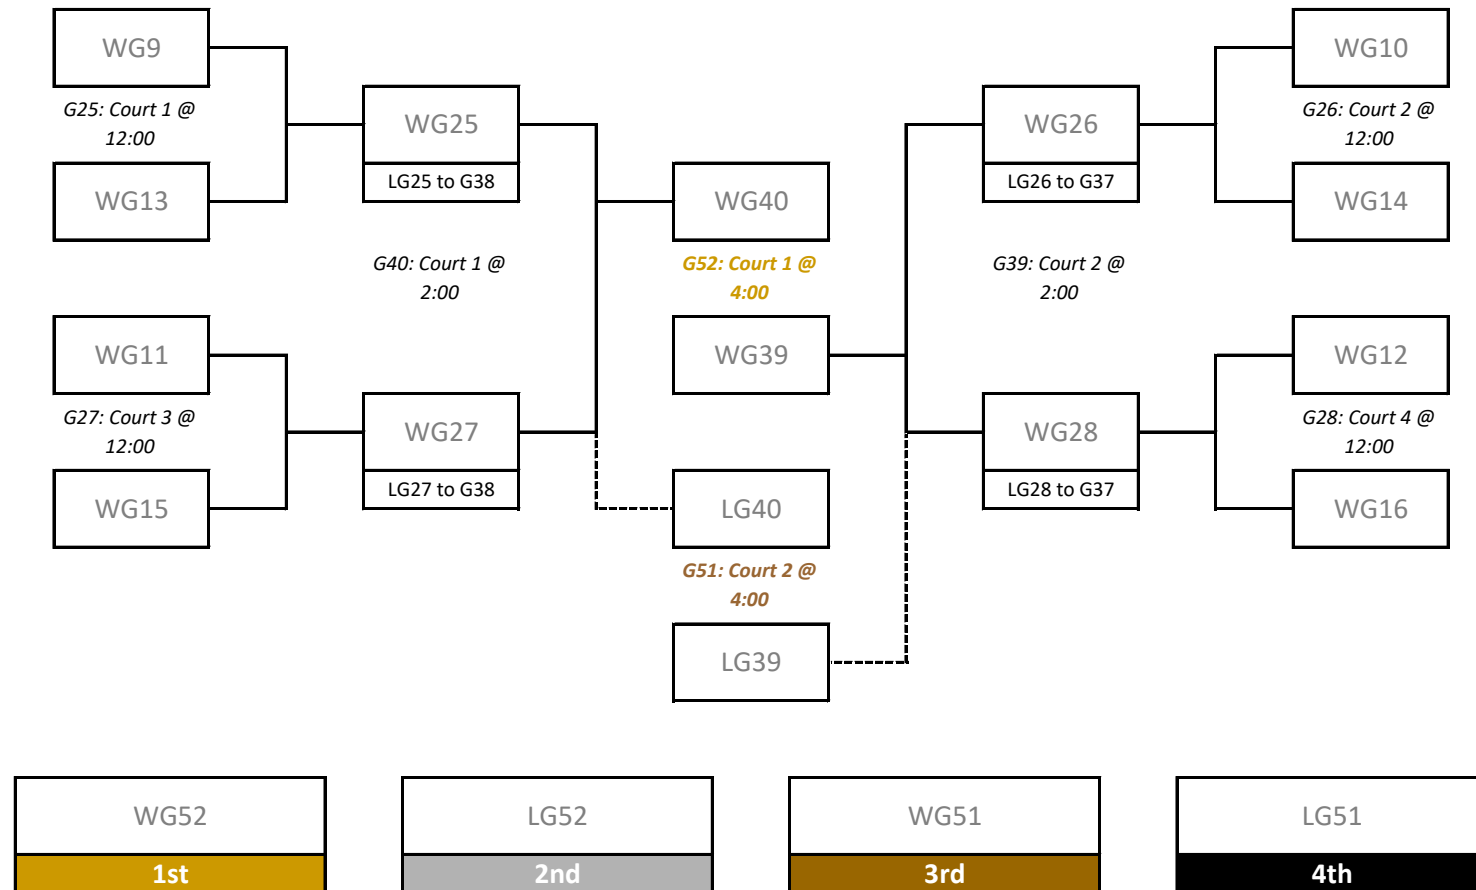 WG9
G25: Court 1 @
12:00
WG13
WG25
LG25 to G38
G40: Court 1 @
2:00
WG11
G27: Court 3 @
12:00
WG15
WG27
LG27 to G38
WG40
G52: Court 1 @
4:00
WG39
LG40
G51: Court 2 @
4:00
LG39
WG26
LG26 to G37
G39: Court 2 @
2:00
WG28
LG28 to G37
WG10
G26: Court 2 @
12:00
WG14
WG12
G28: Court 4 @
12:00
WG16
WG52
1st
LG52
2nd
WG51
3rd
LG51
4th